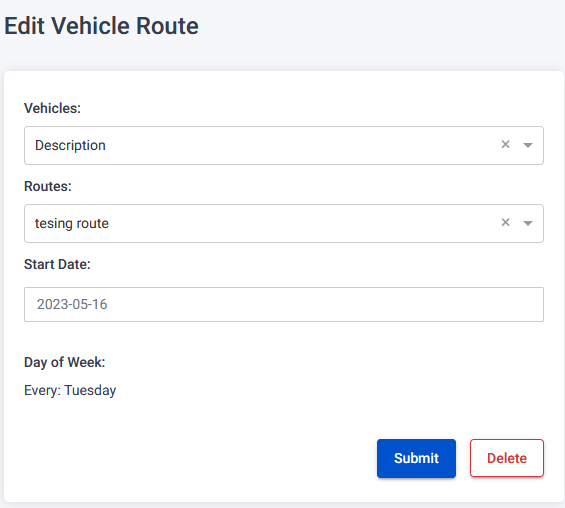 Edit Vehicle Route
Vehicles:
Description
Routes:
tesing route
Start Date:
2023-05-16
Day of Week:
Every: Tuesday
Submit Delete